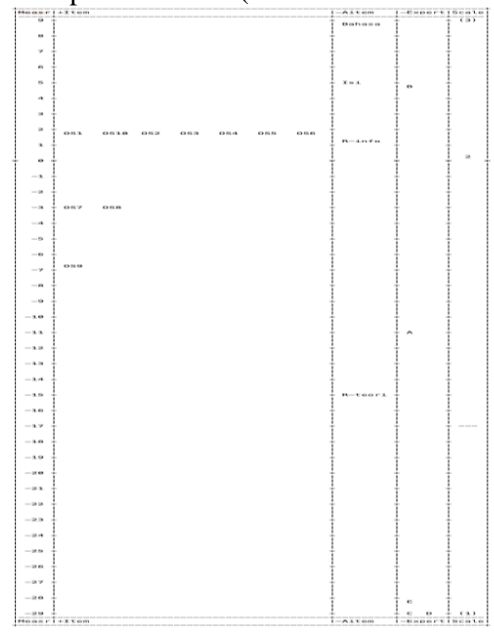 Measr|+Item |-Aitem |-Expert|Scale
9 Bahasa (3)
8
7
6
5 Isi B
4
3
2 OS1 OS10 OS2 OS3 OS4 OS5 OS6
1 R-info
0 2
-1
-2
-3 OS7 OS8
-4
-5
-6
-7 OS9
-8
-9
-10
-11 A
-12
-13
-14
-15 R-teori
-16
-17 ---
-18
-19
-20
-21
-22
-23
-24
-25
-26
-27
-28 E
-29 C D (1)
Measr|+Item |-Aitem |-Expert|Scale